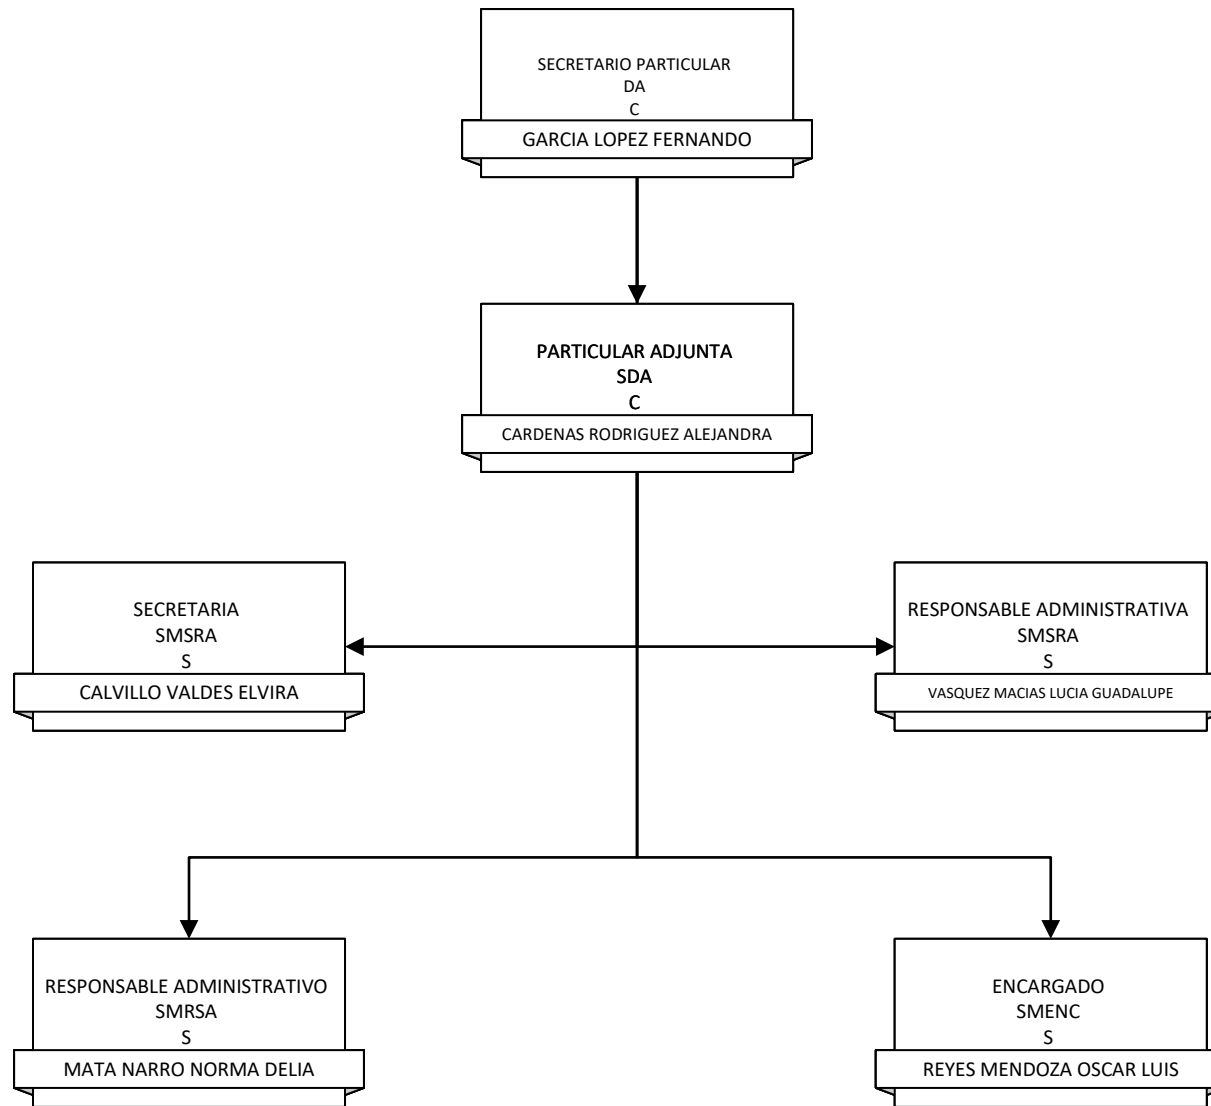 SECRETARIO PARTICULAR
DA
C
GARCIA LOPEZ FERNANDO
PARTICULAR ADJUNTA
SDA
C
CARDENAS RODRIGUEZ ALEJANDRA
SECRETARIA
SMSRA
S
CALVILLO VALDES ELVIRA
RESPONSABLE ADMINISTRATIVA
SMSRA
S
VASQUEZ MACIAS LUCIA GUADALUPE
RESPONSABLE ADMINISTRATIVO
SMRSA
S
MATA NARRO NORMA DELIA
ENCARGADO
SMENC
S
REYES MENDOZA OSCAR LUIS